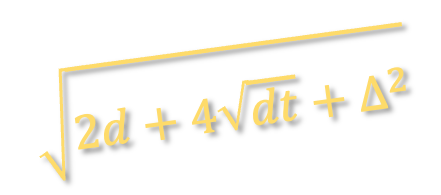 √(2d + 4√(dt) + Δ²)